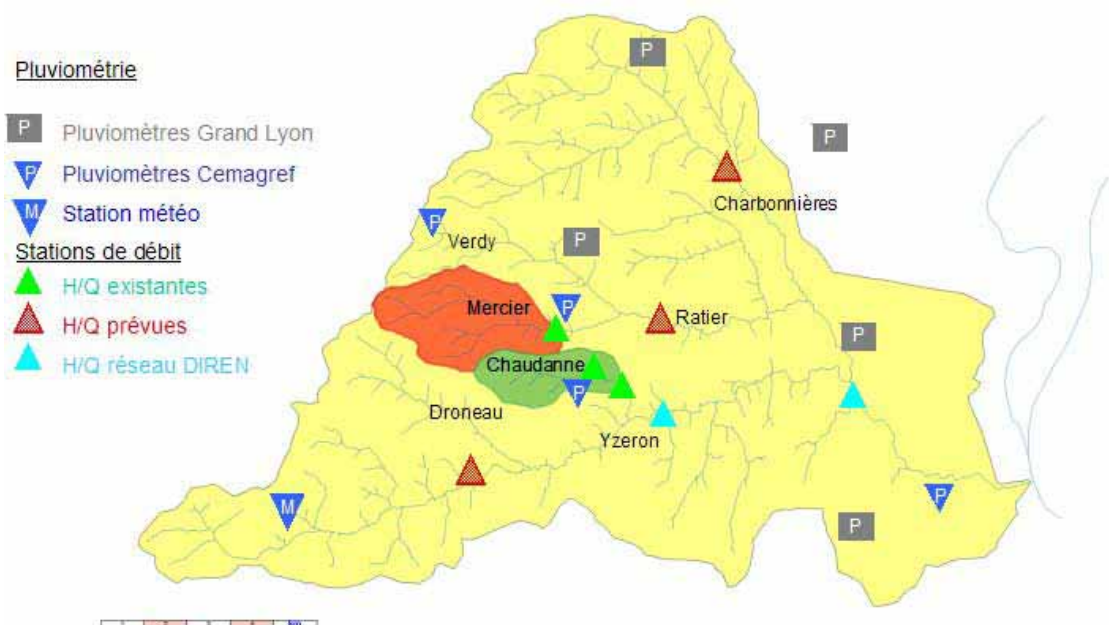 Pluviométrie
P Pluviomètres Grand Lyon
P Pluviomètres Cemagref
M Station météo
Stations de débit
H/Q existantes
H/Q prévues
H/Q réseau DIREN
P
P
Charbonnières
P
Verdy
P
Mercier
P
Ratier
P
Chaudanne
P
Droneau
Yzeron
M
P
P